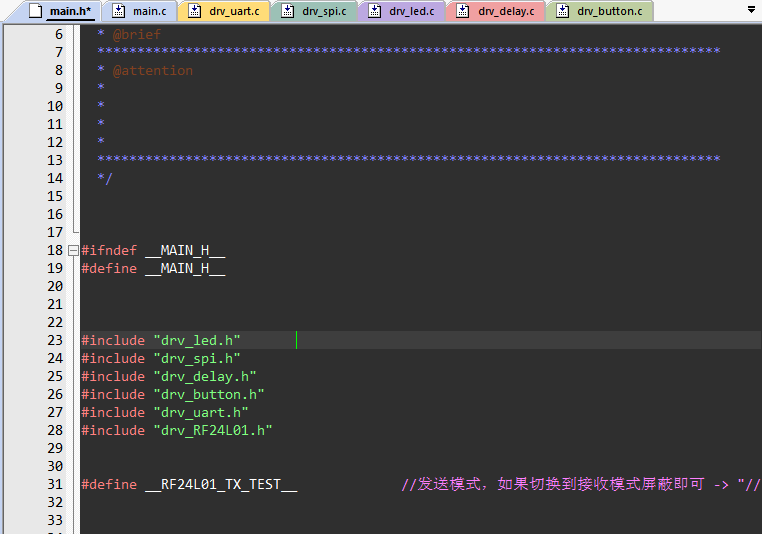 main.h* main.c drv_uart.c drv_spi.c drv_led.c drv_delay.c drv_button.c
6 * @brief
7 ******************************************************************************
8 * @attention
9 *
10 *
11 *
12 *
13 ******************************************************************************
14 */
15
16
17
18 #ifndef __MAIN_H__
19 #define __MAIN_H__
20
21
22
23 #include "drv_led.h"
24 #include "drv_spi.h"
25 #include "drv_delay.h"
26 #include "drv_button.h"
27 #include "drv_uart.h"
28 #include "drv_RF24L01.h"
29
30
31 #define __RF24L01_TX_TEST__ //发送模式，如果切换到接收模式屏蔽即可 -> "//
32
33